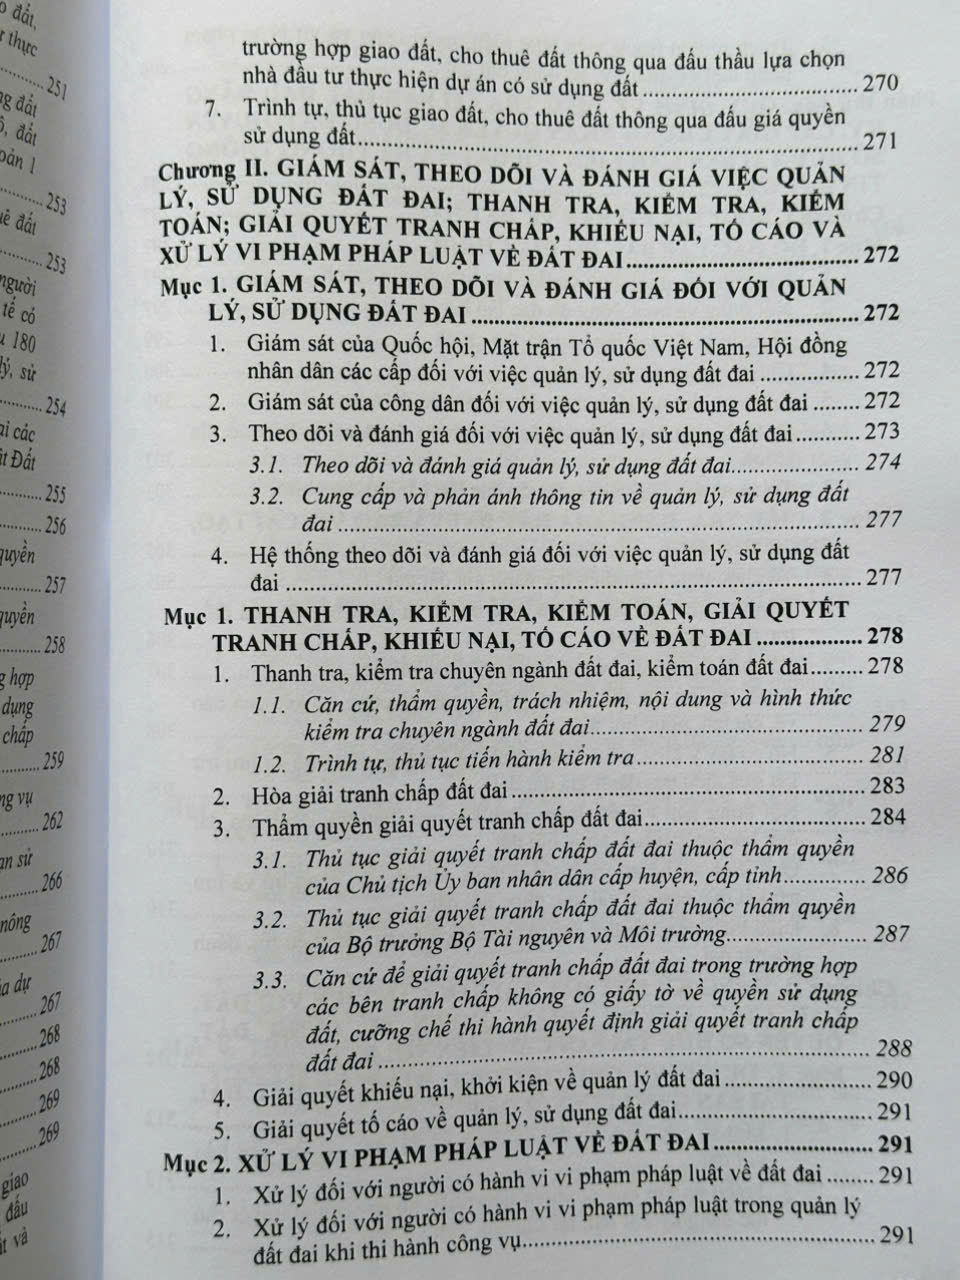 trường hợp giao đất, cho thuê đất thông qua đấu thầu lựa chọn
nhà đầu tư thực hiện dự án có sử dụng đất ........ 270
7. Trình tự, thủ tục giao đất, cho thuê đất thông qua đấu giá quyền
sử dụng đất ........ 271
Chương II. GIÁM SÁT, THEO DÕI VÀ ĐÁNH GIÁ VIỆC QUẢN
LÝ, SỬ DỤNG ĐẤT ĐAI; THANH TRA, KIỂM TRA, KIỂM
TOÁN; GIẢI QUYẾT TRANH CHẤP, KHIẾU NẠI, TỐ CÁO VÀ
XỬ LÝ VI PHẠM PHÁP LUẬT VỀ ĐẤT ĐAI ........ 272
Mục 1. GIÁM SÁT, THEO DÕI VÀ ĐÁNH GIÁ ĐỐI VỚI QUẢN
LÝ, SỬ DỤNG ĐẤT ĐAI ........ 272
1. Giám sát của Quốc hội, Mặt trận Tổ quốc Việt Nam, Hội đồng
nhân dân các cấp đối với việc quản lý, sử dụng đất đai ........ 272
2. Giám sát của công dân đối với việc quản lý, sử dụng đất đai ........ 272
3. Theo dõi và đánh giá đối với việc quản lý, sử dụng đất đai ........ 273
3.1. Theo dõi và đánh giá quản lý, sử dụng đất đai ........ 274
3.2. Cung cấp và phản ánh thông tin về quản lý, sử dụng đất
đai ........ 277
4. Hệ thống theo dõi và đánh giá đối với việc quản lý, sử dụng đất
đai ........ 277
Mục 1. THANH TRA, KIỂM TRA, KIỂM TOÁN, GIẢI QUYẾT
TRANH CHẤP, KHIẾU NẠI, TỐ CÁO VỀ ĐẤT ĐAI ........ 278
1. Thanh tra, kiểm tra chuyên ngành đất đai, kiểm toán đất đai ........ 278
1.1. Căn cứ, thẩm quyền, trách nhiệm, nội dung và hình thức
kiểm tra chuyên ngành đất đai ........ 279
1.2. Trình tự, thủ tục tiến hành kiểm tra ........ 281
2. Hòa giải tranh chấp đất đai ........ 283
3. Thẩm quyền giải quyết tranh chấp đất đai ........ 284
3.1. Thủ tục giải quyết tranh chấp đất đai thuộc thẩm quyền
của Chủ tịch Ủy ban nhân dân cấp huyện, cấp tỉnh ........ 286
3.2. Thủ tục giải quyết tranh chấp đất đai thuộc thẩm quyền
của Bộ trưởng Bộ Tài nguyên và Môi trường ........ 287
3.3. Căn cứ để giải quyết tranh chấp đất đai trong trường hợp
các bên tranh chấp không có giấy tờ về quyền sử dụng
đất, cưỡng chế thi hành quyết định giải quyết tranh chấp
đất đai ........ 288
4. Giải quyết khiếu nại, khởi kiện về quản lý đất đai ........ 290
5. Giải quyết tố cáo về quản lý, sử dụng đất đai ........ 291
Mục 2. XỬ LÝ VI PHẠM PHÁP LUẬT VỀ ĐẤT ĐAI ........ 291
1. Xử lý đối với người có hành vi vi phạm pháp luật về đất đai ........ 291
2. Xử lý đối với người có hành vi vi phạm pháp luật trong quản lý
đất đai khi thi hành công vụ ........ 291